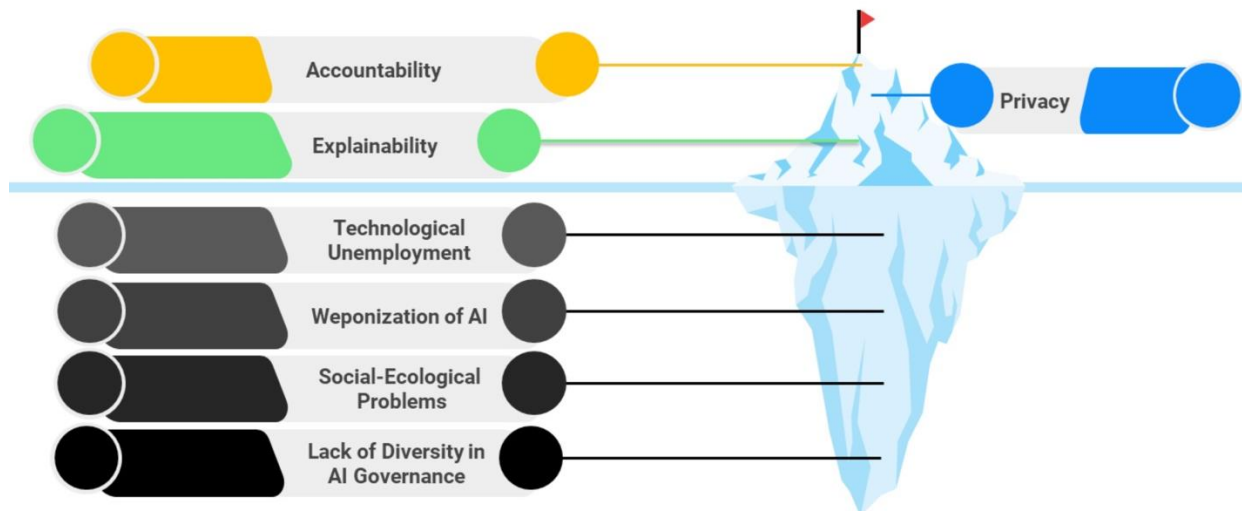 Accountability
Privacy
Explainability
Technological
Unemployment
Weponization of AI
Social-Ecological
Problems
Lack of Diversity in
AI Governance